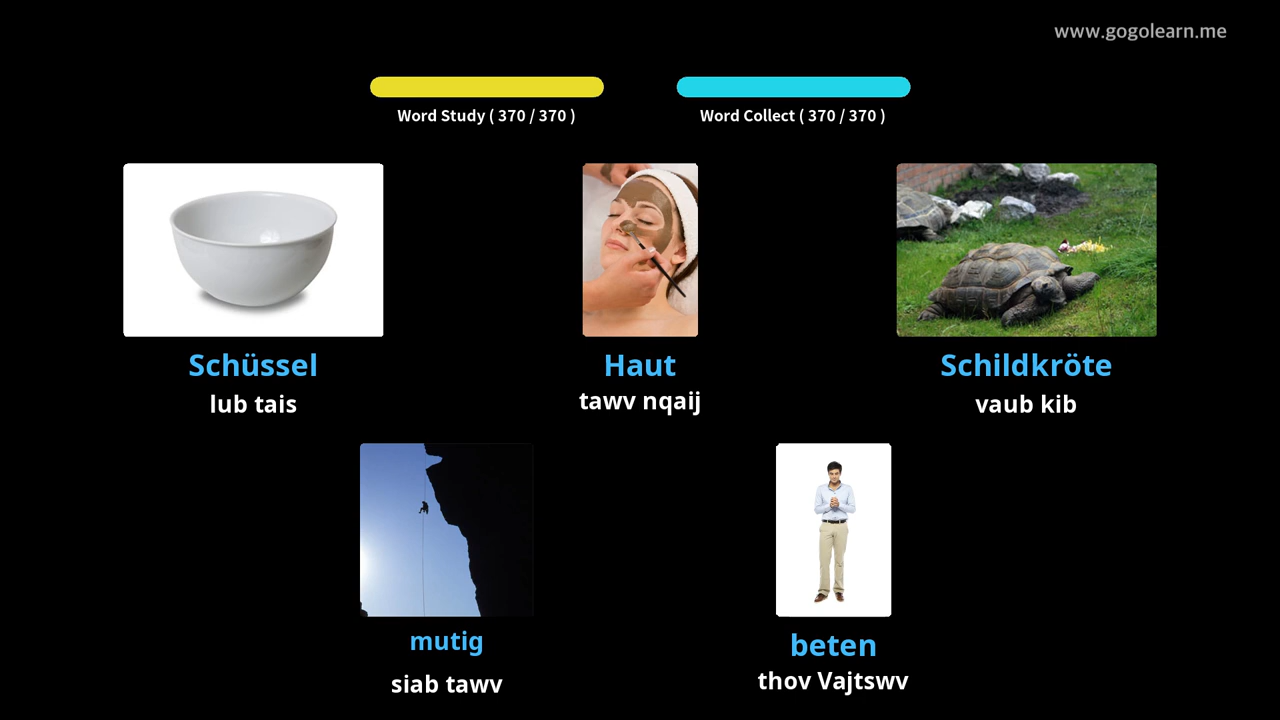 www.gogolearn.me
Word Study ( 370 / 370 )
Word Collect ( 370 / 370 )
Schüssel
lub tais
Haut
tawv nqaij
Schildkröte
vaub kib
mutig
siab tawv
beten
thov Vajtswv